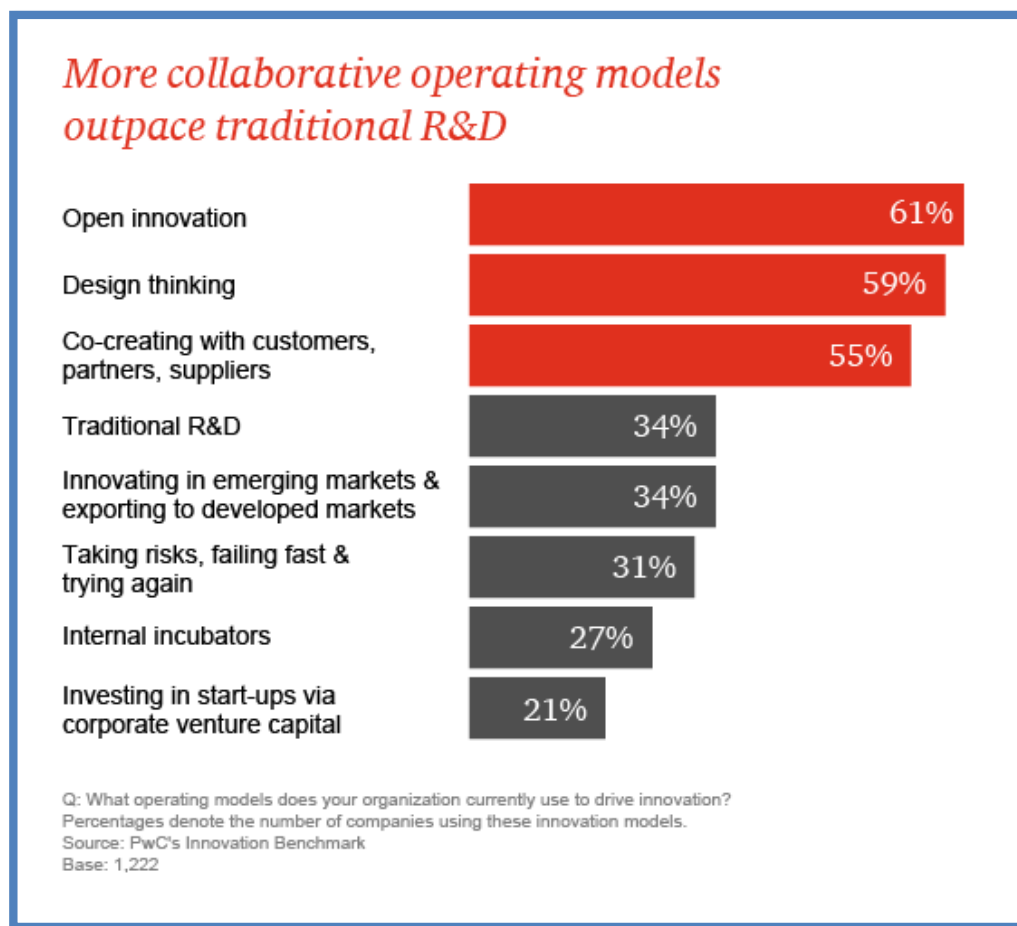 More collaborative operating models
outpace traditional R&D
Open innovation
61%
Design thinking
59%
Co-creating with customers,
partners, suppliers
55%
Traditional R&D
34%
Innovating in emerging markets &
exporting to developed markets
34%
Taking risks, failing fast &
trying again
31%
Internal incubators
27%
Investing in start-ups via
corporate venture capital
21%
Q: What operating models does your organization currently use to drive innovation?
Percentages denote the number of companies using these innovation models.
Source: PwC's Innovation Benchmark
Base: 1,222